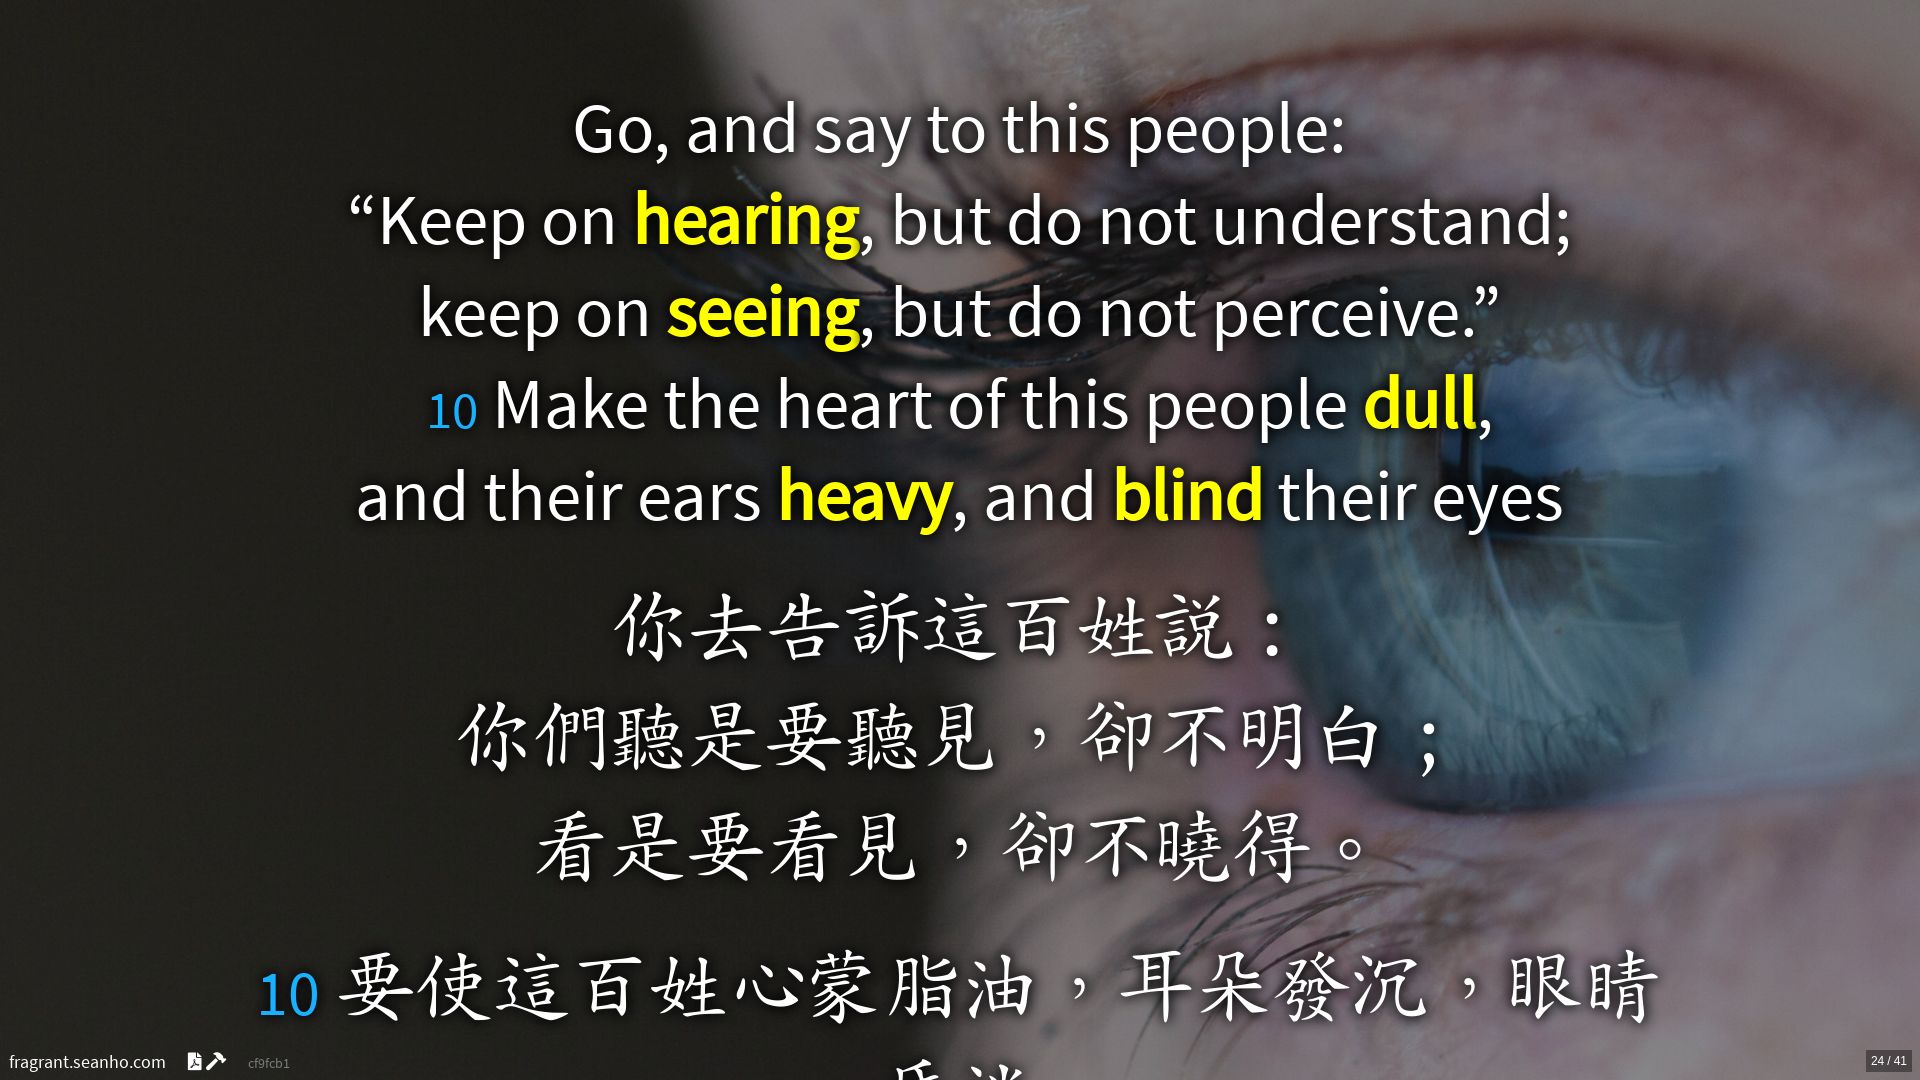 Go, and say to this people:
“Keep on hearing, but do not understand;
keep on seeing, but do not perceive.”
10 Make the heart of this people dull,
and their ears heavy, and blind their eyes
你去告訴這百姓說：
你們聽是要聽見，卻不明白；
看是要看見，卻不曉得。
10 要使這百姓心蒙脂油，耳朵發沉，眼睛
fragrant.seanho.com
cf9fcb1
24 / 41